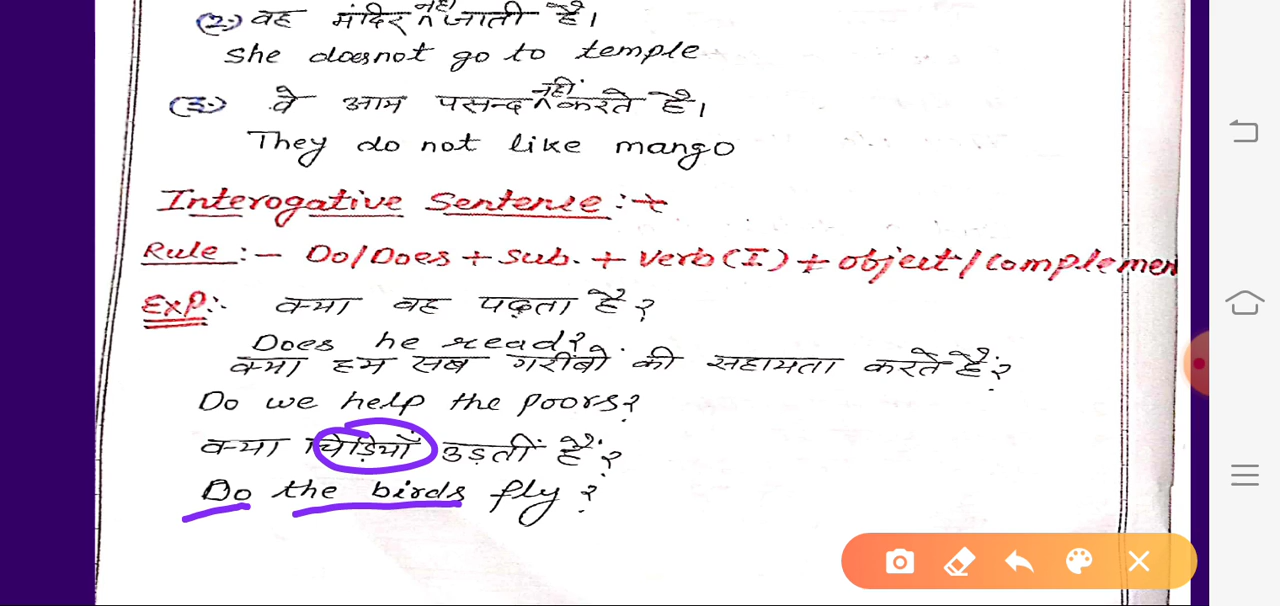 (2) वह मंदिर नहीं जाती है।
She doesnot go to temple
(3) वे आम पसन्द नहीं करते है।
They do not like mango
Interogative Sentense :-
Rule :- Do/Does + sub. + verb (I) + object/complemen
Exp:- क्या वह पढ़ता है?
Does he read?
क्या हम सब गरीबो की सहायता करते हैं?
Do we help the poors?
क्या चिड़ियाँ उड़तीं हैं?
Do the birds fly?